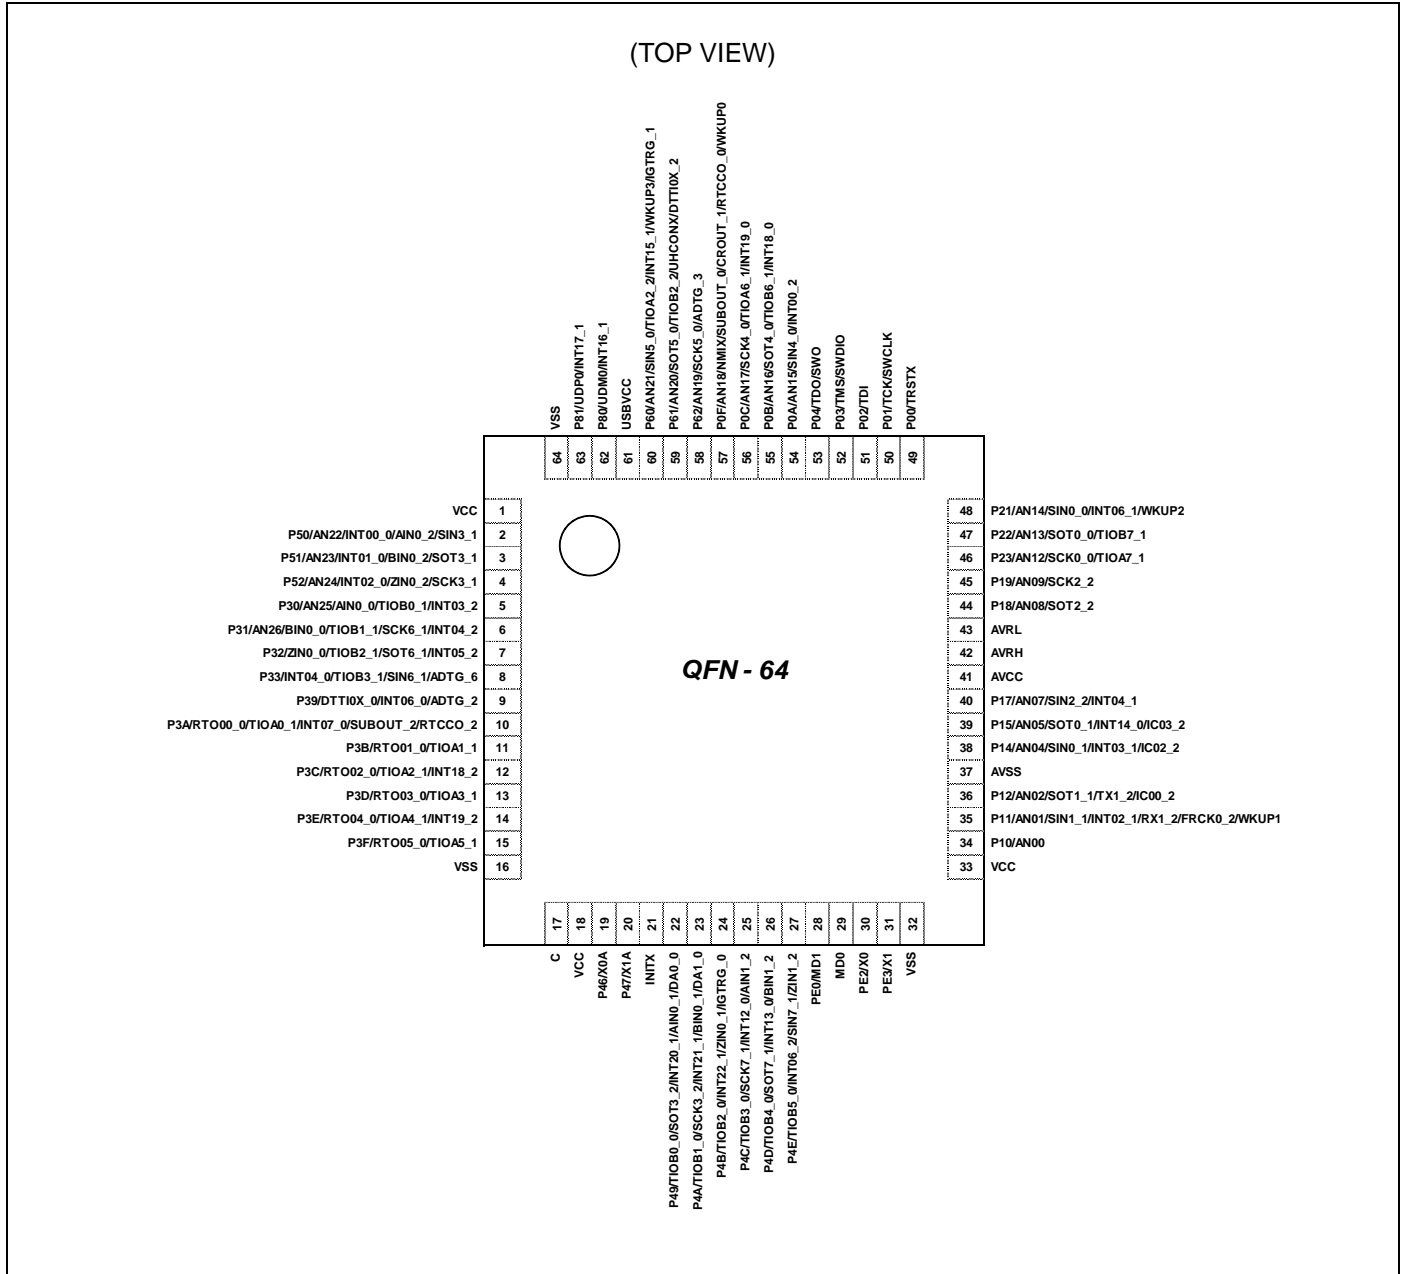 (TOP VIEW)
VSS
P81/UDP0/INT17_1
P80/UDM0/INT16_1
USBVCC
P60/AN21/SIN5_0/TIOA2_2/INT15_1/WKUP3/IGTRG_1
P61/AN20/SOT5_0/TIOB2_2/UHCONX/DTTI0X_2
P62/AN19/SCK5_0/ADTG_3
P0F/AN18/NMIX/SUBOUT_0/CROUT_1/RTCCO_0/WKUP0
P0C/AN17/SCK4_0/TIOA6_1/INT19_0
P0B/AN16/SOT4_0/TIOB6_1/INT18_0
P0A/AN15/SIN4_0/INT00_2
P04/TDO/SWO
P03/TMS/SWDIO
P02/TDI
P01/TCK/SWCLK
P00/TRSTX
64
63
62
61
60
59
58
57
56
55
54
53
52
51
50
49
VCC 1
P50/AN22/INT00_0/AIN0_2/SIN3_1 2
P51/AN23/INT01_0/BIN0_2/SOT3_1 3
P52/AN24/INT02_0/ZIN0_2/SCK3_1 4
P30/AN25/AIN0_0/TIOB0_1/INT03_2 5
P31/AN26/BIN0_0/TIOB1_1/SCK6_1/INT04_2 6
P32/ZIN0_0/TIOB2_1/SOT6_1/INT05_2 7
P33/INT04_0/TIOB3_1/SIN6_1/ADTG_6 8
P39/DTTI0X_0/INT06_0/ADTG_2 9
P3A/RTO00_0/TIOA0_1/INT07_0/SUBOUT_2/RTCCO_2 10
P3B/RTO01_0/TIOA1_1 11
P3C/RTO02_0/TIOA2_1/INT18_2 12
P3D/RTO03_0/TIOA3_1 13
P3E/RTO04_0/TIOA4_1/INT19_2 14
P3F/RTO05_0/TIOA5_1 15
VSS 16
QFN - 64
48 P21/AN14/SIN0_0/INT06_1/WKUP2
47 P22/AN13/SOT0_0/TIOB7_1
46 P23/AN12/SCK0_0/TIOA7_1
45 P19/AN09/SCK2_2
44 P18/AN08/SOT2_2
43 AVRL
42 AVRH
41 AVCC
40 P17/AN07/SIN2_2/INT04_1
39 P15/AN05/SOT0_1/INT14_0/IC03_2
38 P14/AN04/SIN0_1/INT03_1/IC02_2
37 AVSS
36 P12/AN02/SOT1_1/TX1_2/IC00_2
35 P11/AN01/SIN1_1/INT02_1/RX1_2/FRCK0_2/WKUP1
34 P10/AN00
33 VCC
17
18
19
20
21
22
23
24
25
26
27
28
29
30
31
32
C
VCC
P46/X0A
P47/X1A
INITX
P49/TIOB0_0/SOT3_2/INT20_1/AIN0_1/DA0_0
P4A/TIOB1_0/SCK3_2/INT21_1/BIN0_1/DA1_0
P4B/TIOB2_0/INT22_1/ZIN0_1/IGTRG_0
P4C/TIOB3_0/SCK7_1/INT12_0/AIN1_2
P4D/TIOB4_0/SOT7_1/INT13_0/BIN1_2
P4E/TIOB5_0/INT06_2/SIN7_1/ZIN1_2
PE0/MD1
MD0
PE2/X0
PE3/X1
VSS